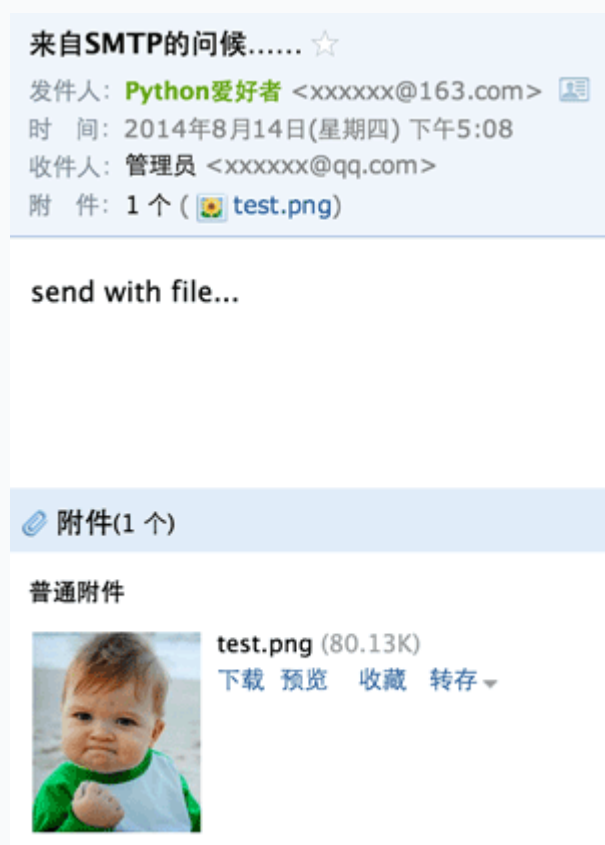 来自SMTP的问候......
发件人: Python爱好者 <xxxxxx@163.com>
时 间: 2014年8月14日(星期四) 下午5:08
收件人: 管理员 <xxxxxx@qq.com>
附 件: 1 个 ( test.png)
send with file...
附件(1 个)
普通附件
test.png (80.13K)
下载 预览 收藏 转存